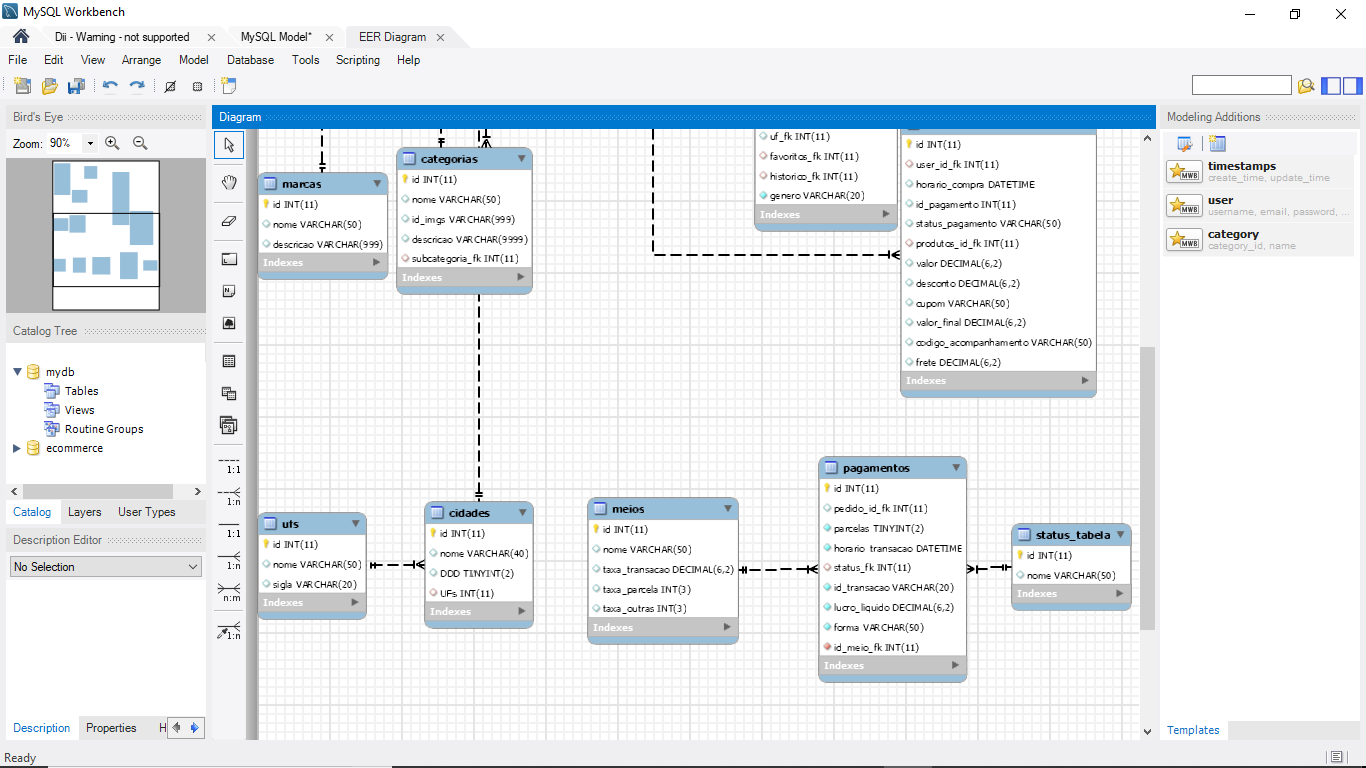 MySQL Workbench
Dii - Warning - not supported
MySQL Model*
EER Diagram
File Edit View Arrange Model Database Tools Scripting Help
Bird's Eye
Zoom: 90%
Catalog Tree
mydb
Tables
Views
Routine Groups
ecommerce
Catalog Layers User Types
Description Editor
No Selection
Description Properties H
Diagram
1:1
1:n
1:1
1:n
n:m
1:n
marcas
id INT(11)
nome VARCHAR(50)
descricao VARCHAR(999)
Indexes
categorias
id INT(11)
nome VARCHAR(50)
id_imgs VARCHAR(999)
descricao VARCHAR(9999)
subcategoria_fk INT(11)
Indexes
uf_fk INT(11)
favoritos_fk INT(11)
historico_fk INT(11)
genero VARCHAR(20)
Indexes
id INT(11)
user_id_fk INT(11)
horario_compra DATETIME
id_pagamento INT(11)
status_pagamento VARCHAR(50)
produtos_id_fk INT(11)
valor DECIMAL(6,2)
desconto DECIMAL(6,2)
cupom VARCHAR(50)
valor_final DECIMAL(6,2)
codigo_acompanhamento VARCHAR(50)
frete DECIMAL(6,2)
Indexes
ufs
id INT(11)
nome VARCHAR(50)
sigla VARCHAR(20)
Indexes
cidades
id INT(11)
nome VARCHAR(40)
DDD TINYINT(2)
UFs INT(11)
Indexes
meios
id INT(11)
nome VARCHAR(50)
taxa_transacao DECIMAL(6,2)
taxa_parcela INT(3)
taxa_outras INT(3)
Indexes
pagamentos
id INT(11)
pedido_id_fk INT(11)
parcelas TINYINT(2)
horario transacao DATETIME
status_fk INT(11)
id_transacao VARCHAR(20)
lucro_liquido DECIMAL(6,2)
forma VARCHAR(50)
id_meio_fk INT(11)
Indexes
status_tabela
id INT(11)
nome VARCHAR(50)
Indexes
Modeling Additions
MWB
timestamps
create_time, update_time
MWB
user
username, email, password, ...
MWB
category
category_id, name
Templates
Ready